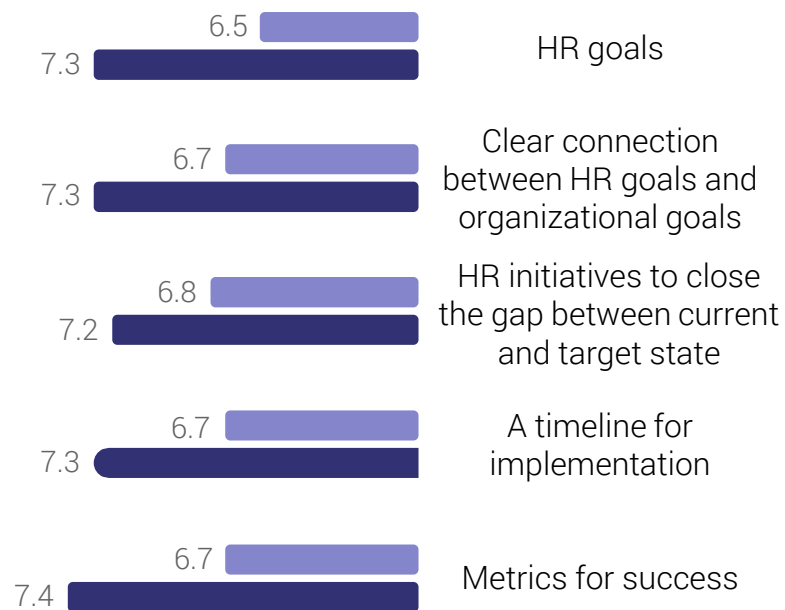 6.5
7.3
HR goals
6.7
7.3
Clear connection
between HR goals and
organizational goals
6.8
7.2
HR initiatives to close
the gap between current
and target state
6.7
7.3
A timeline for
implementation
6.7
7.4
Metrics for success